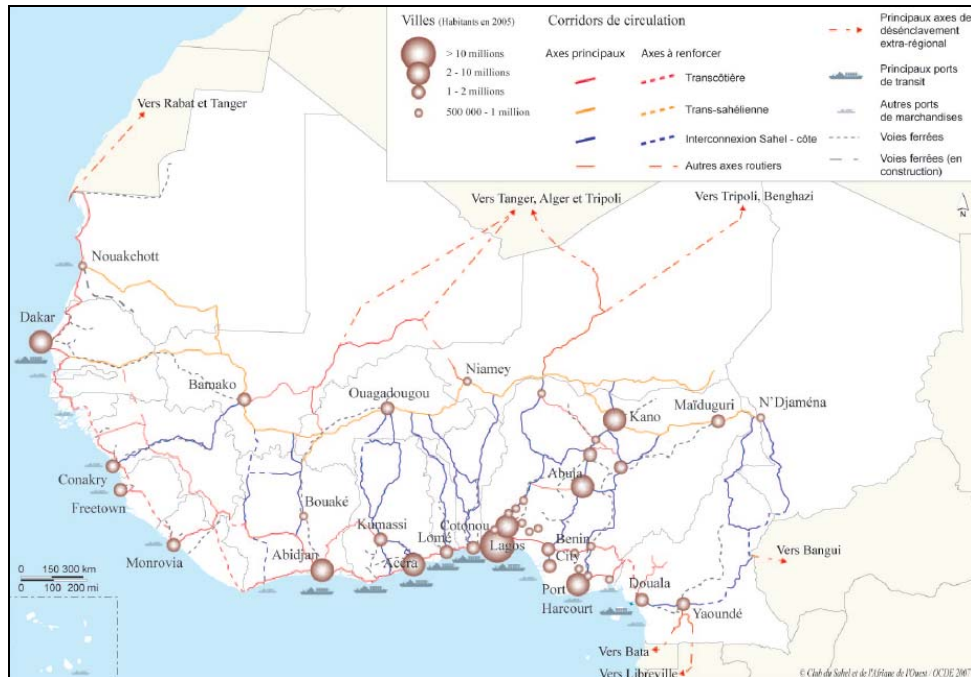 Villes (Habitants en 2005)
> 10 millions
2 - 10 millions
1 - 2 millions
500 000 - 1 million
Corridors de circulation
Axes principaux
Axes à renforcer
Transcôtière
Trans-sahélienne
Interconnexion Sahel - côte
Autres axes routiers
Principaux axes de
désenclavement
extra-régional
Principaux ports
de transit
Autres ports
de marchandises
Voies ferrées
Voies ferrées (en
construction)
N
Vers Rabat et Tanger
Vers Tanger, Alger et Tripoli
Vers Tripoli, Benghazi
Nouakchott
Dakar
Bamako
Ouagadougou
Niamey
Kano
Maïduguri
N'Djaména
Conakry
Freetown
Bouaké
Kumassi
Cotonou
Abuja
Monrovia
Abidjan
Accra
Lomé
Lagos
Benin
City
Port
Harcourt
Douala
Yaoundé
Vers Bangui
Vers Bata
Vers Libreville
0 150 300 km
0 100 200 mi
© Club du Sahel et de l'Afrique de l'Ouest / OCDE 2007